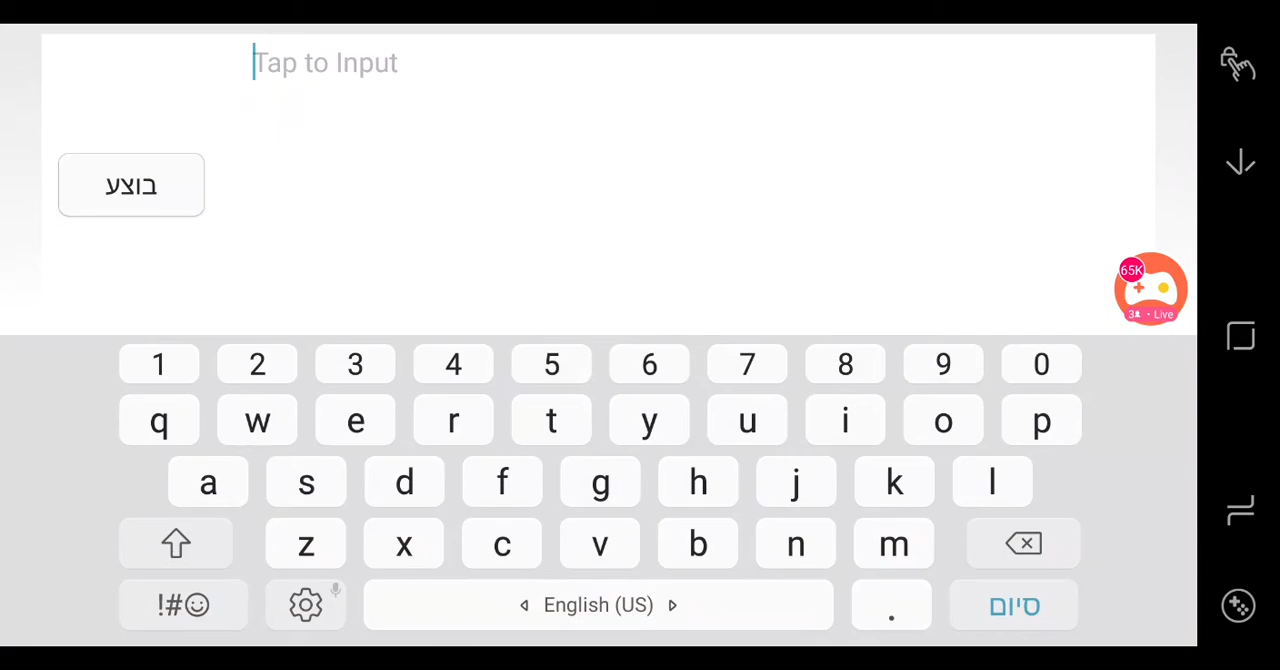 Tap to Input
בוצע
65K
3 • Live
1 2 3 4 5 6 7 8 9 0
q w e r t y u i o p
a s d f g h j k l
z x c v b n m
!#☺ English (US) . סיום